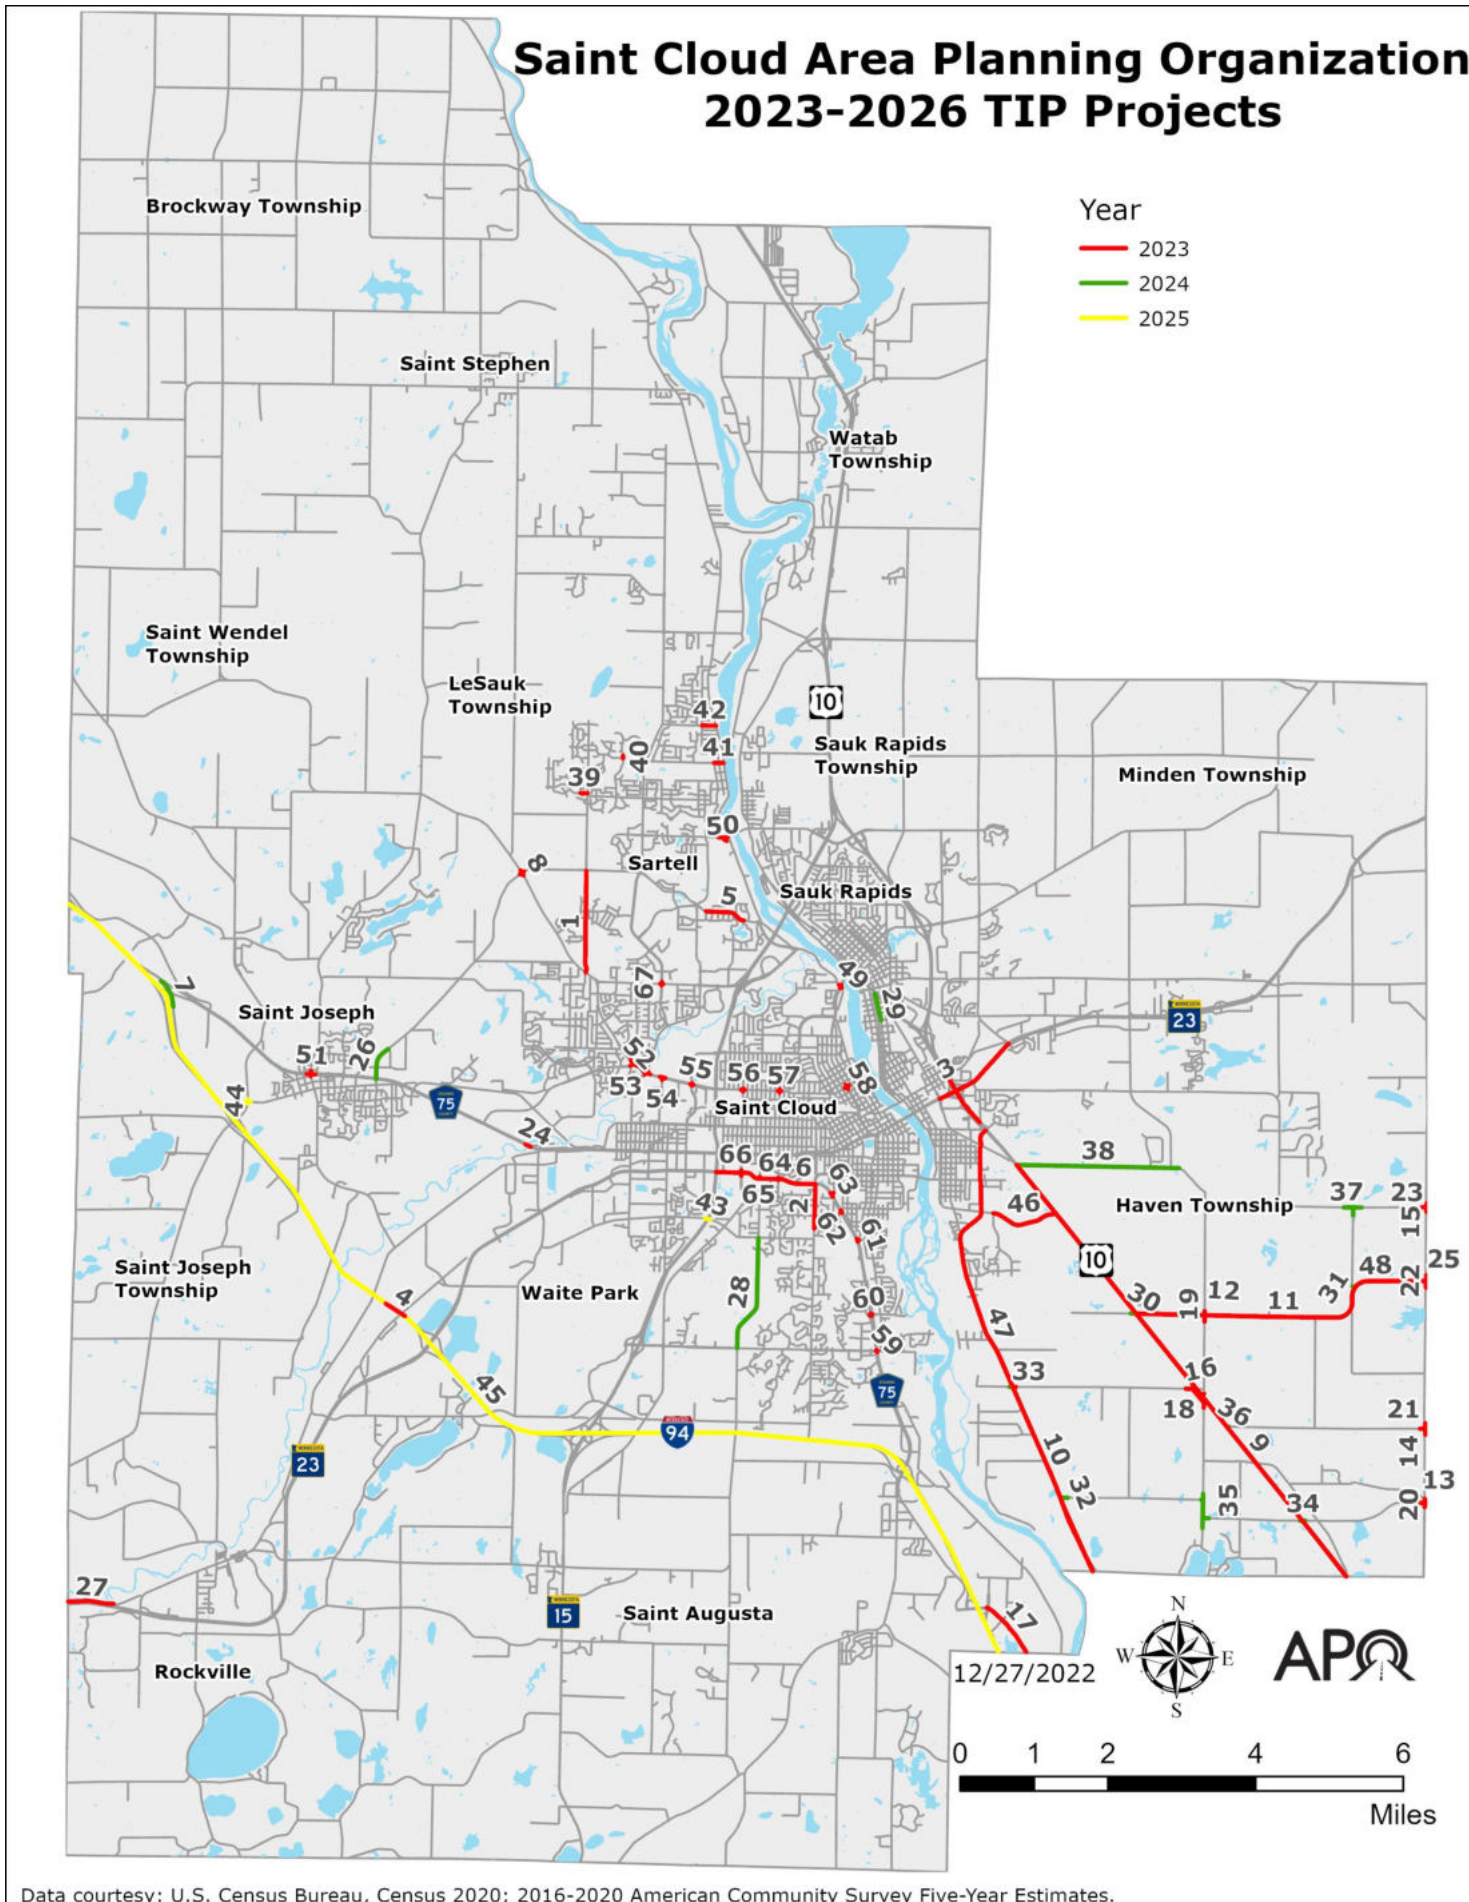 Saint Cloud Area Planning Organization
2023-2026 TIP Projects
Year
2023
2024
2025
Brockway Township
Saint Stephen
Watab
Township
Saint Wendel
Township
LeSauk
Township
10
42
Sauk Rapids
Township
41
40
39
Minden Township
50
8
Sartell
Sauk Rapids
5
1
7
67
49
29
Saint Joseph
MINNESOTA
23
51
26
52
53
54
55
56
57
58
3
44
75
Saint Cloud
24
38
66
64
6
63
65
2
43
62
61
46
Haven Township
37
23
15
10
25
Saint Joseph
Township
4
Waite Park
28
60
59
47
30
19
12
11
31
48
22
45
33
16
75
18
36
9
21
14
94
MINNESOTA
23
10
32
35
34
13
20
27
MINNESOTA
15
Saint Augusta
17
Rockville
12/27/2022
N
W
E
S
APO
0 1 2 4 6
Miles
Data courtesy: U.S. Census Bureau, Census 2020; 2016-2020 American Community Survey Five-Year Estimates.